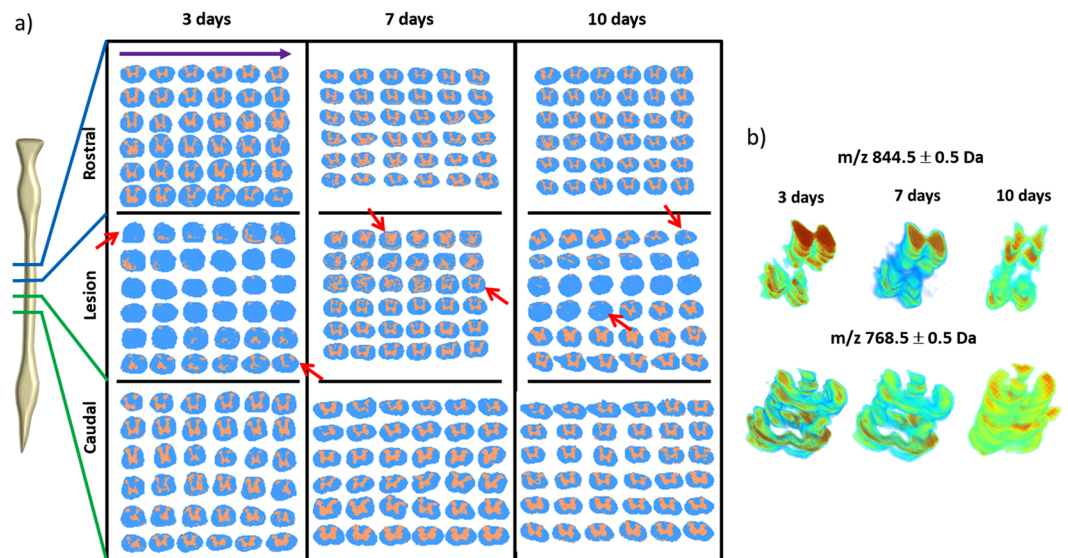 a)
3 days
7 days
10 days
Rostral
Lesion
Caudal
b)
m/z 844.5 ± 0.5 Da
3 days
7 days
10 days
m/z 768.5 ± 0.5 Da